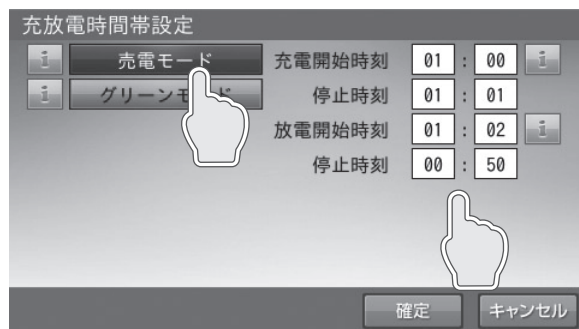 充放電時間帯設定
i 売電モード 充電開始時刻 01 : 00 i
i グリーンモード 停止時刻 01 : 01
放電開始時刻 01 : 02 i
停止時刻 00 : 50
確定 キャンセル